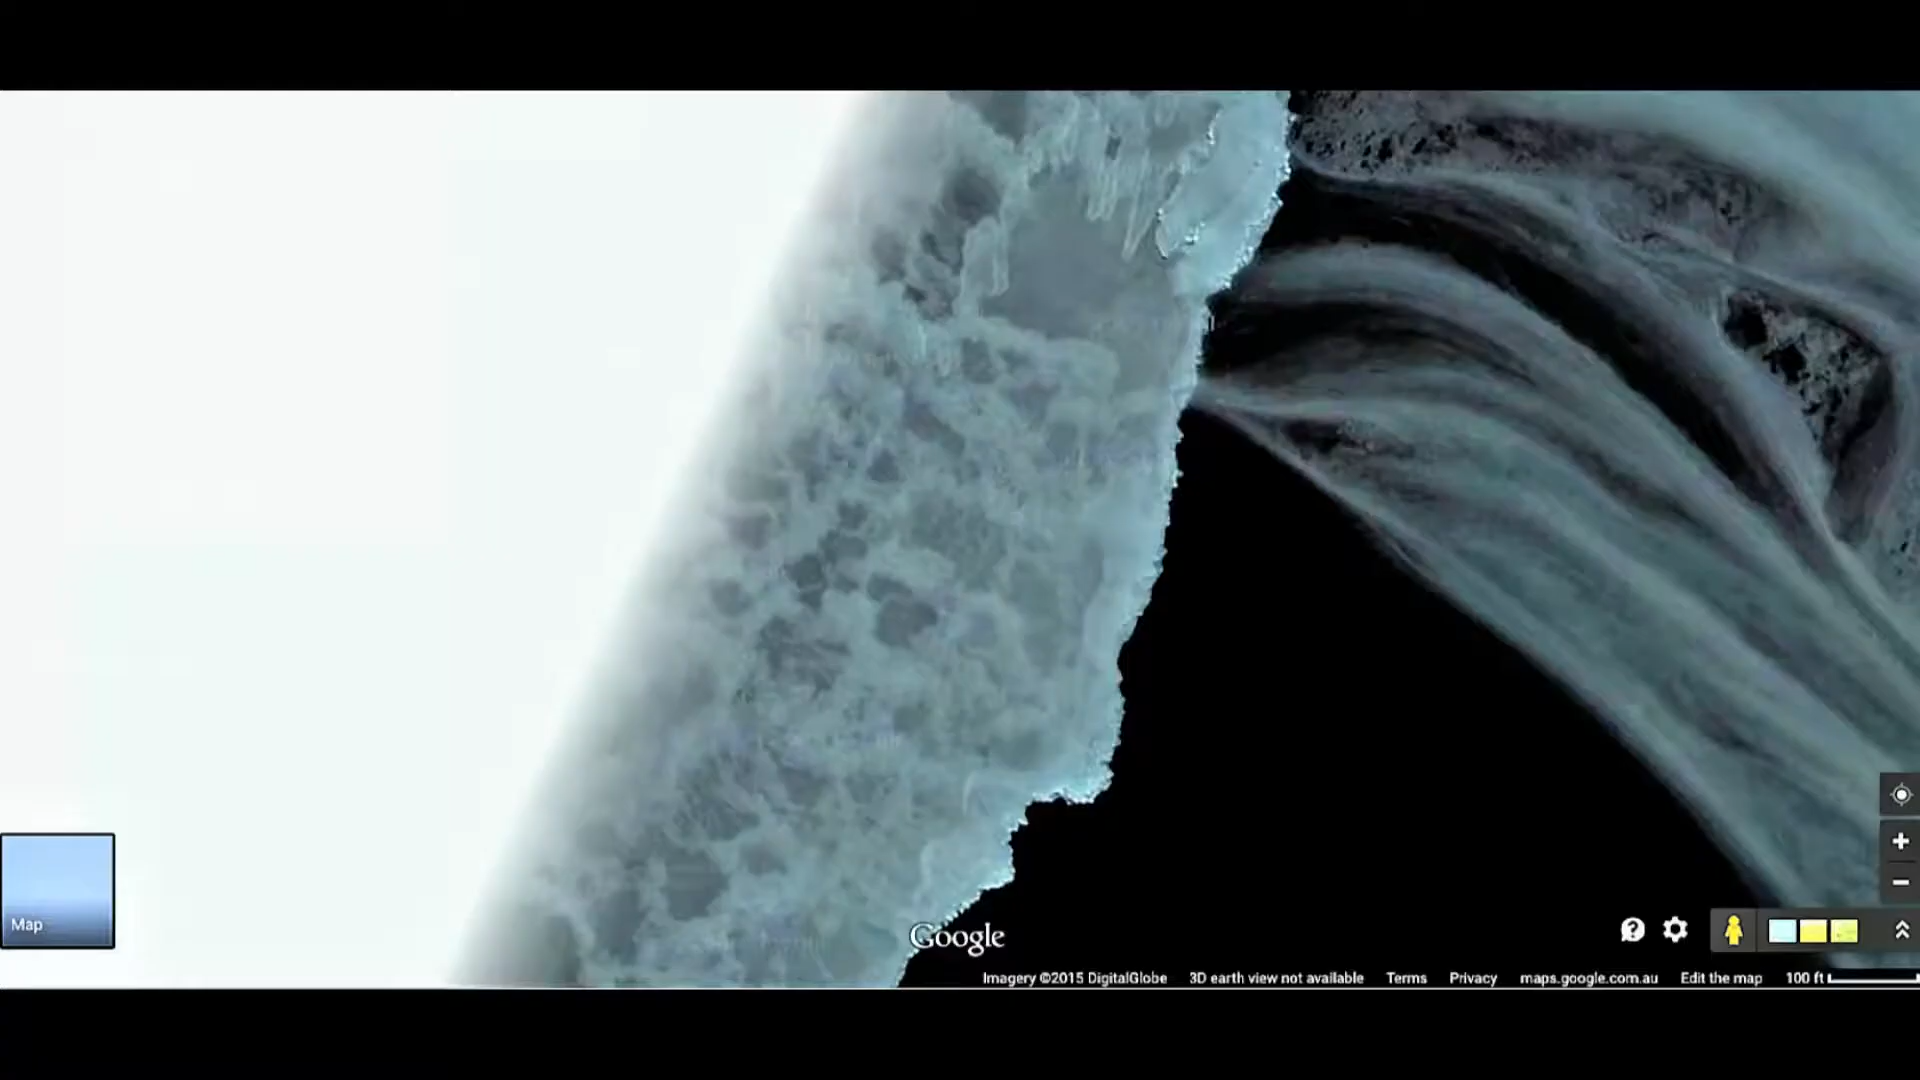 Map
Google
Imagery ©2015 DigitalGlobe 3D earth view not available Terms Privacy maps.google.com.au Edit the map 100 ft